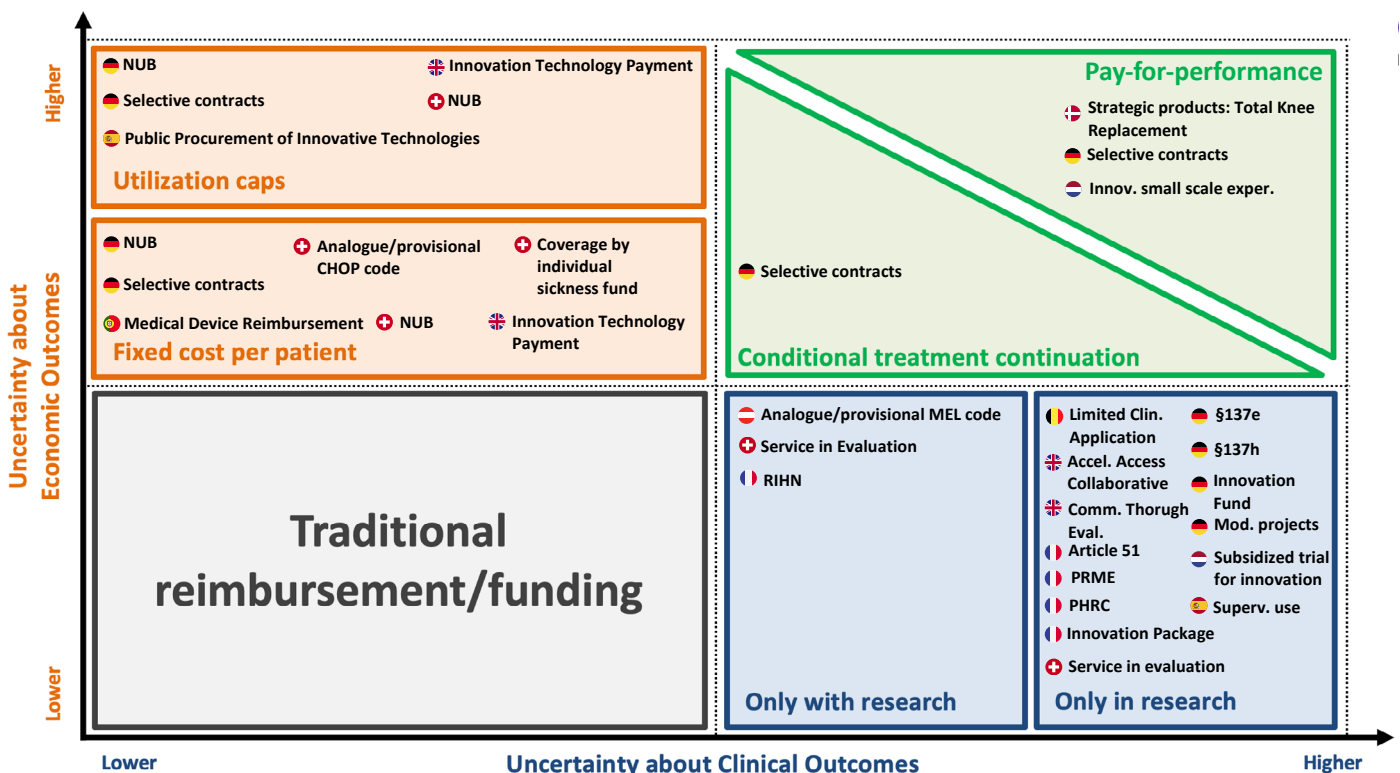 Higher
Uncertainty about
Economic Outcomes
Lower
NUB
Innovation Technology Payment
Selective contracts
NUB
Public Procurement of Innovative Technologies
Utilization caps
NUB
Analogue/provisional
CHOP code
Coverage by
individual
sickness fund
Selective contracts
Medical Device Reimbursement
NUB
Innovation Technology
Payment
Fixed cost per patient
Pay-for-performance
Strategic products: Total Knee
Replacement
Selective contracts
Innov. small scale exper.
Selective contracts
Conditional treatment continuation
Traditional
reimbursement/funding
Analogue/provisional MEL code
Service in Evaluation
RIHN
Only with research
Limited Clin.
Application
Accel. Access
Collaborative
Comm. Thorugh
Eval.
Article 51
PRME
PHRC
Innovation Package
Service in evaluation
§137e
§137h
Innovation
Fund
Mod. projects
Subsidized trial
for innovation
Superv. use
Only in research
Lower
Uncertainty about Clinical Outcomes
Higher